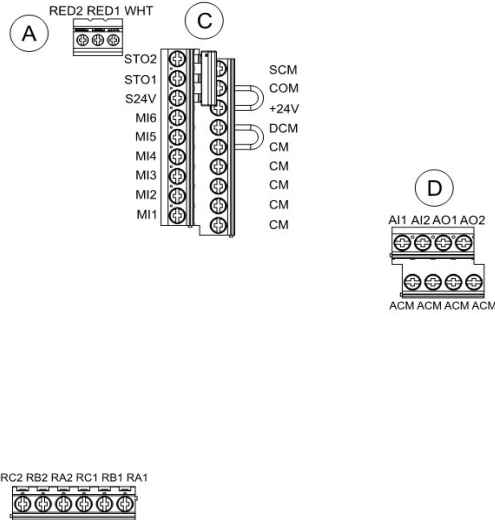 RED2 RED1 WHT
A
C
STO2
STO1
S24V
MI6
MI5
MI4
MI3
MI2
MI1
SCM
COM
+24V
DCM
CM
CM
CM
CM
CM
D
AI1 AI2 AO1 AO2
ACM ACM ACM ACM
RC2 RB2 RA2 RC1 RB1 RA1